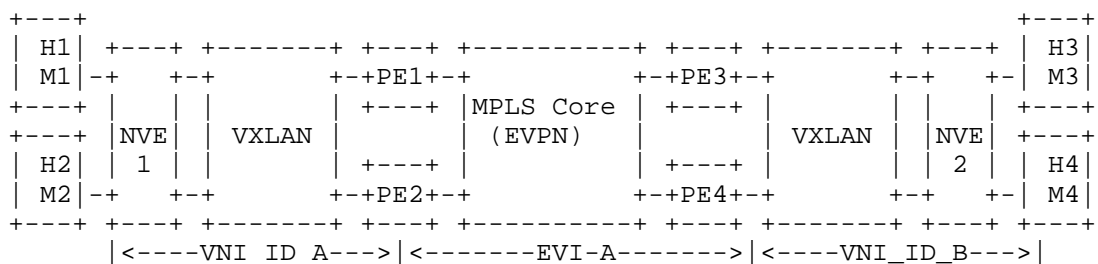 +---+                                                           +---+
| H1| +---+ +-------+ +---+ +-----------+ +---+ +-------+ +---+ | H3|
| M1|-+   +-+       +-+PE1+-+           +-+PE3+-+       +-+   +-| M3|
+---+ |   | |       | +---+ |MPLS Core  | +---+ |       | |   | +---+
+---+ |NVE| | VXLAN |       |  (EVPN)   |       | VXLAN | |NVE| +---+
| H2| | 1 | |       | +---+ |           | +---+ |       | | 2 | | H4|
| M2|-+   +-+       +-+PE2+-+           +-+PE4+-+       +-+   +-| M4|
+---+ +---+ +-------+ +---+ +-----------+ +---+ +-------+ +---+ +---+
      |<----VNI ID A--->|<-------EVI-A------->|<----VNI_ID_B--->|